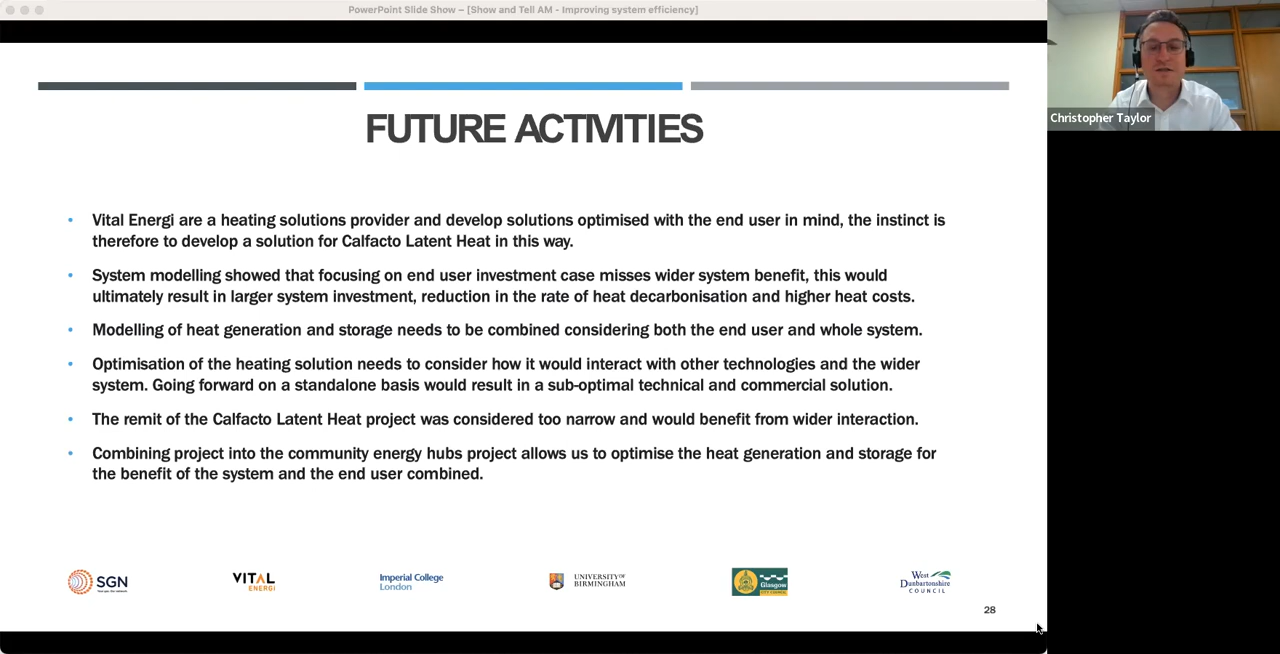 PowerPoint Slide Show – [Show and Tell AM - Improving system efficiency]
Christopher Taylor
FUTURE ACTIVITIES
• Vital Energi are a heating solutions provider and develop solutions optimised with the end user in mind, the instinct is
therefore to develop a solution for Calfacto Latent Heat in this way.
• System modelling showed that focusing on end user investment case misses wider system benefit, this would
ultimately result in larger system investment, reduction in the rate of heat decarbonisation and higher heat costs.
• Modelling of heat generation and storage needs to be combined considering both the end user and whole system.
• Optimisation of the heating solution needs to consider how it would interact with other technologies and the wider
system. Going forward on a standalone basis would result in a sub-optimal technical and commercial solution.
• The remit of the Calfacto Latent Heat project was considered too narrow and would benefit from wider interaction.
• Combining project into the community energy hubs project allows us to optimise the heat generation and storage for
the benefit of the system and the end user combined.
SGN
VITAL
ENERGI
Imperial College
London
UNIVERSITY OF
BIRMINGHAM
Glasgow
CITY COUNCIL
West
Dunbartonshire
COUNCIL
28